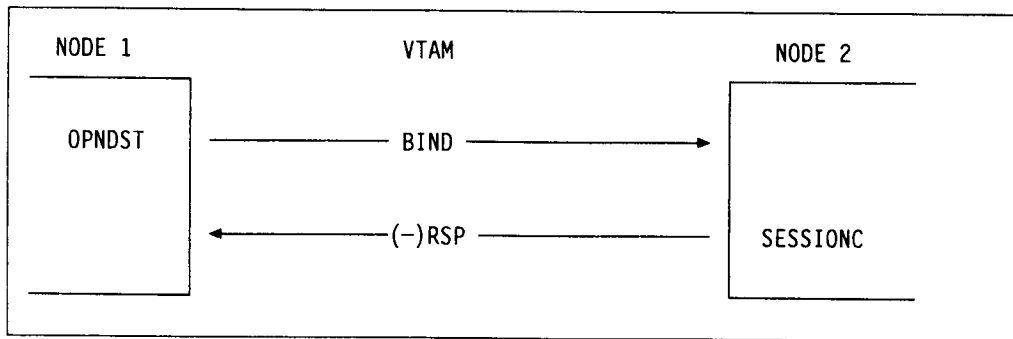 NODE 1 VTAM NODE 2
OPNDST BIND
(−)RSP SESSIONC